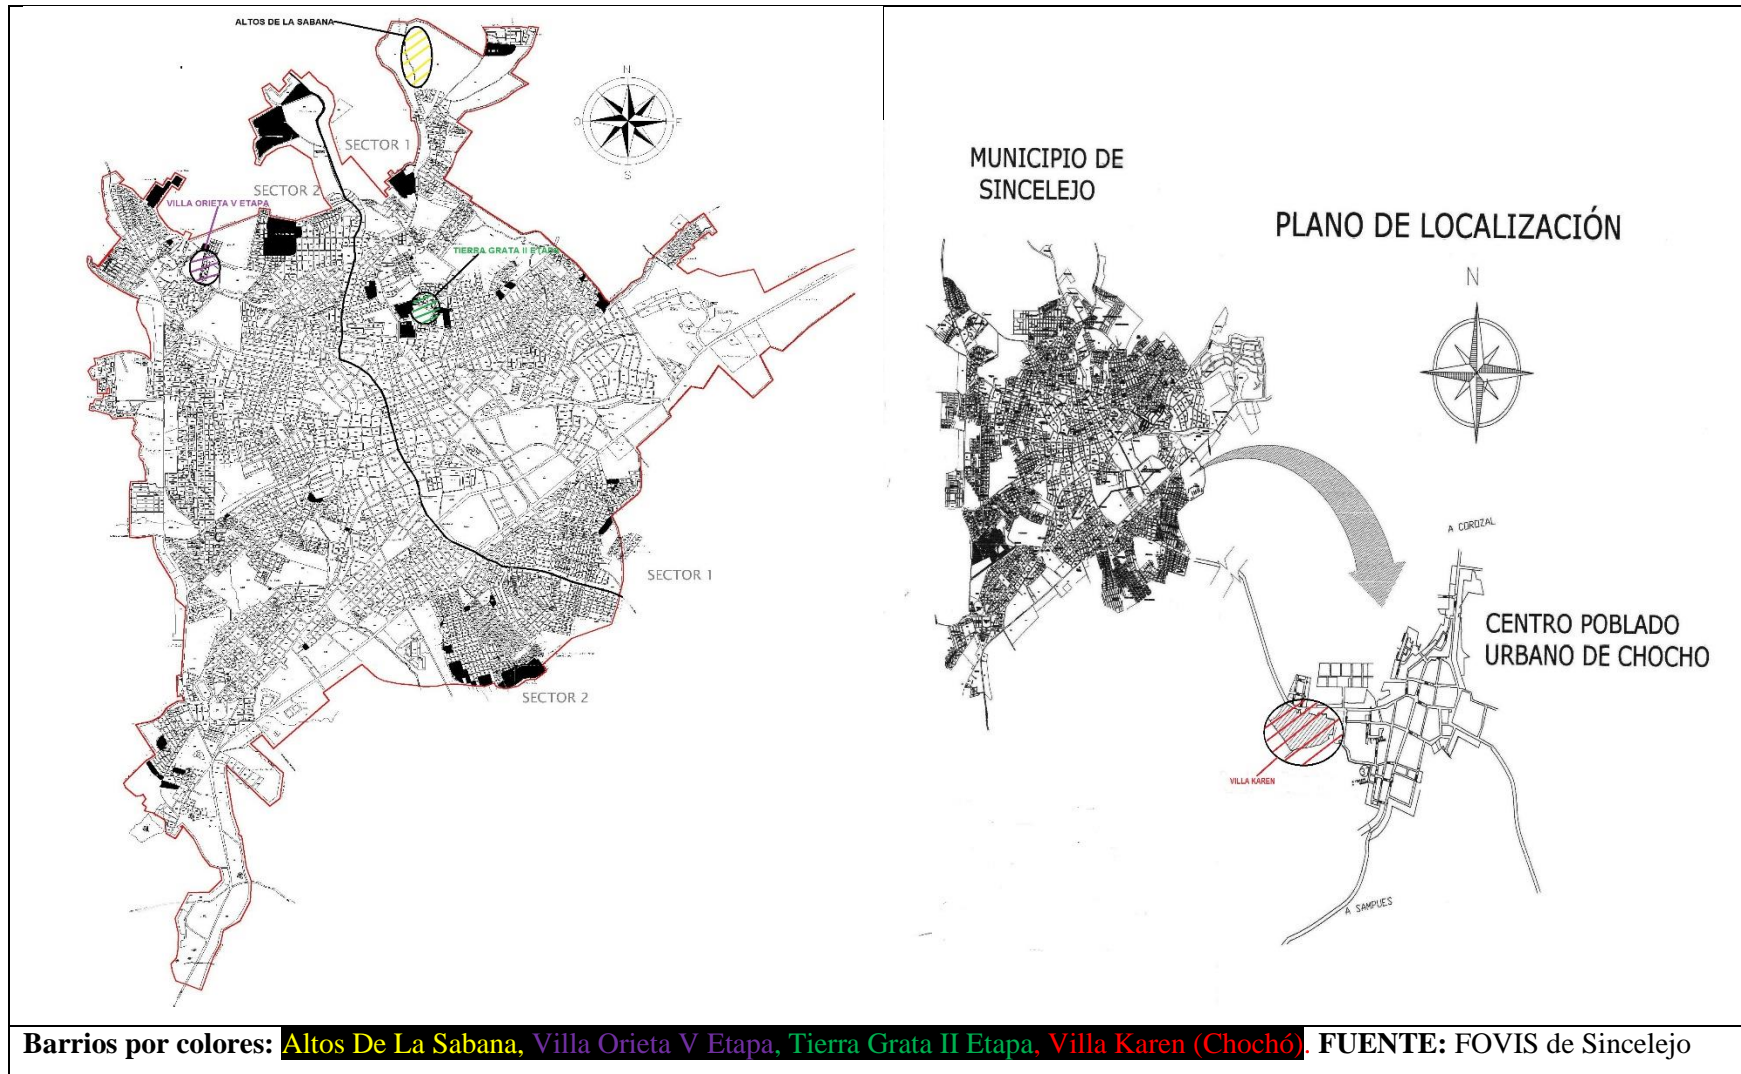 ALTOS DE LA SABANA
N
O
E
S
SECTOR 1
SECTOR 2
VILLA ORIETA V ETAPA
TIERRA GRATA II ETAPA
SECTOR 1
SECTOR 2
MUNICIPIO DE
SINCELEJO
PLANO DE LOCALIZACIÓN
N
A COROZAL
CENTRO POBLADO
URBANO DE CHOCHO
VILLA KAREN
A SAMPUES
Barrios por colores: Altos De La Sabana, Villa Orieta V Etapa, Tierra Grata II Etapa, Villa Karen (Chochó). FUENTE: FOVIS de Sincelejo